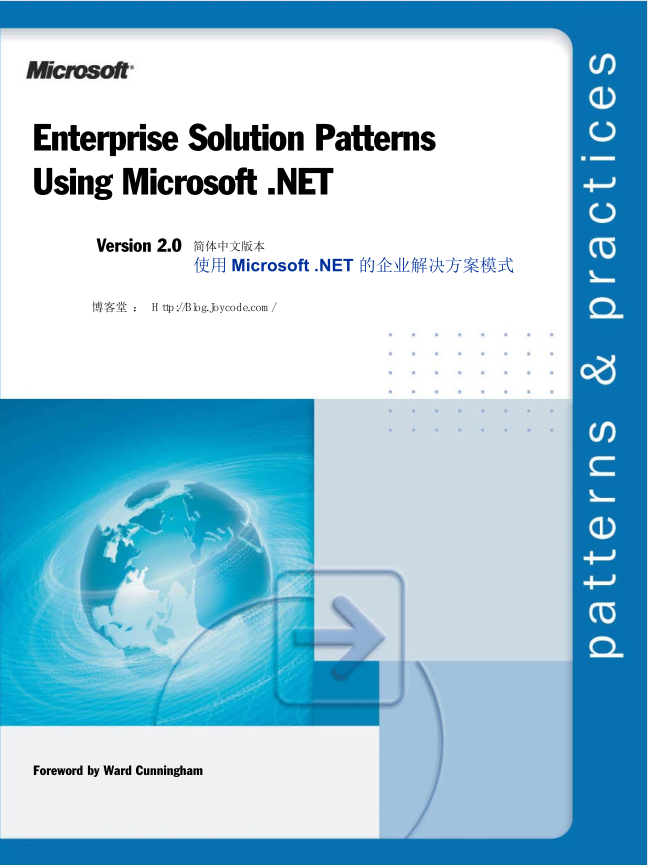 Microsoft
Enterprise Solution Patterns
Using Microsoft .NET
Version 2.0 简体中文版本
使用 Microsoft .NET 的企业解决方案模式
博客堂 ： Http://Blog.Joycode.com/
patterns & practices
Foreword by Ward Cunningham